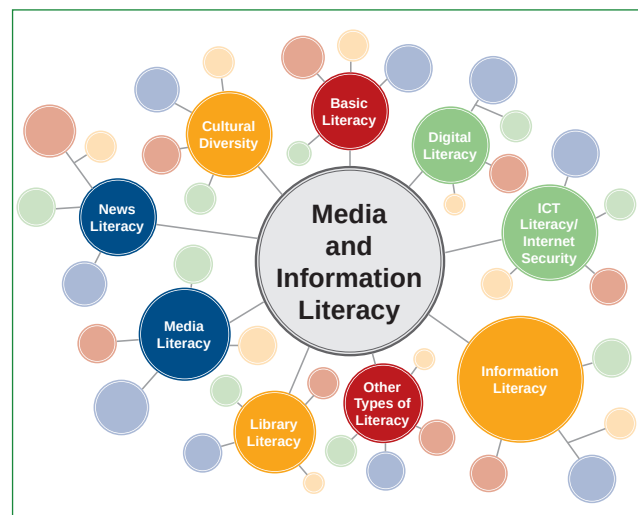 Media
and
Information
Literacy
Basic
Literacy
Digital
Literacy
ICT
Literacy/
Internet
Security
Information
Literacy
Other
Types of
Literacy
Library
Literacy
Media
Literacy
News
Literacy
Cultural
Diversity